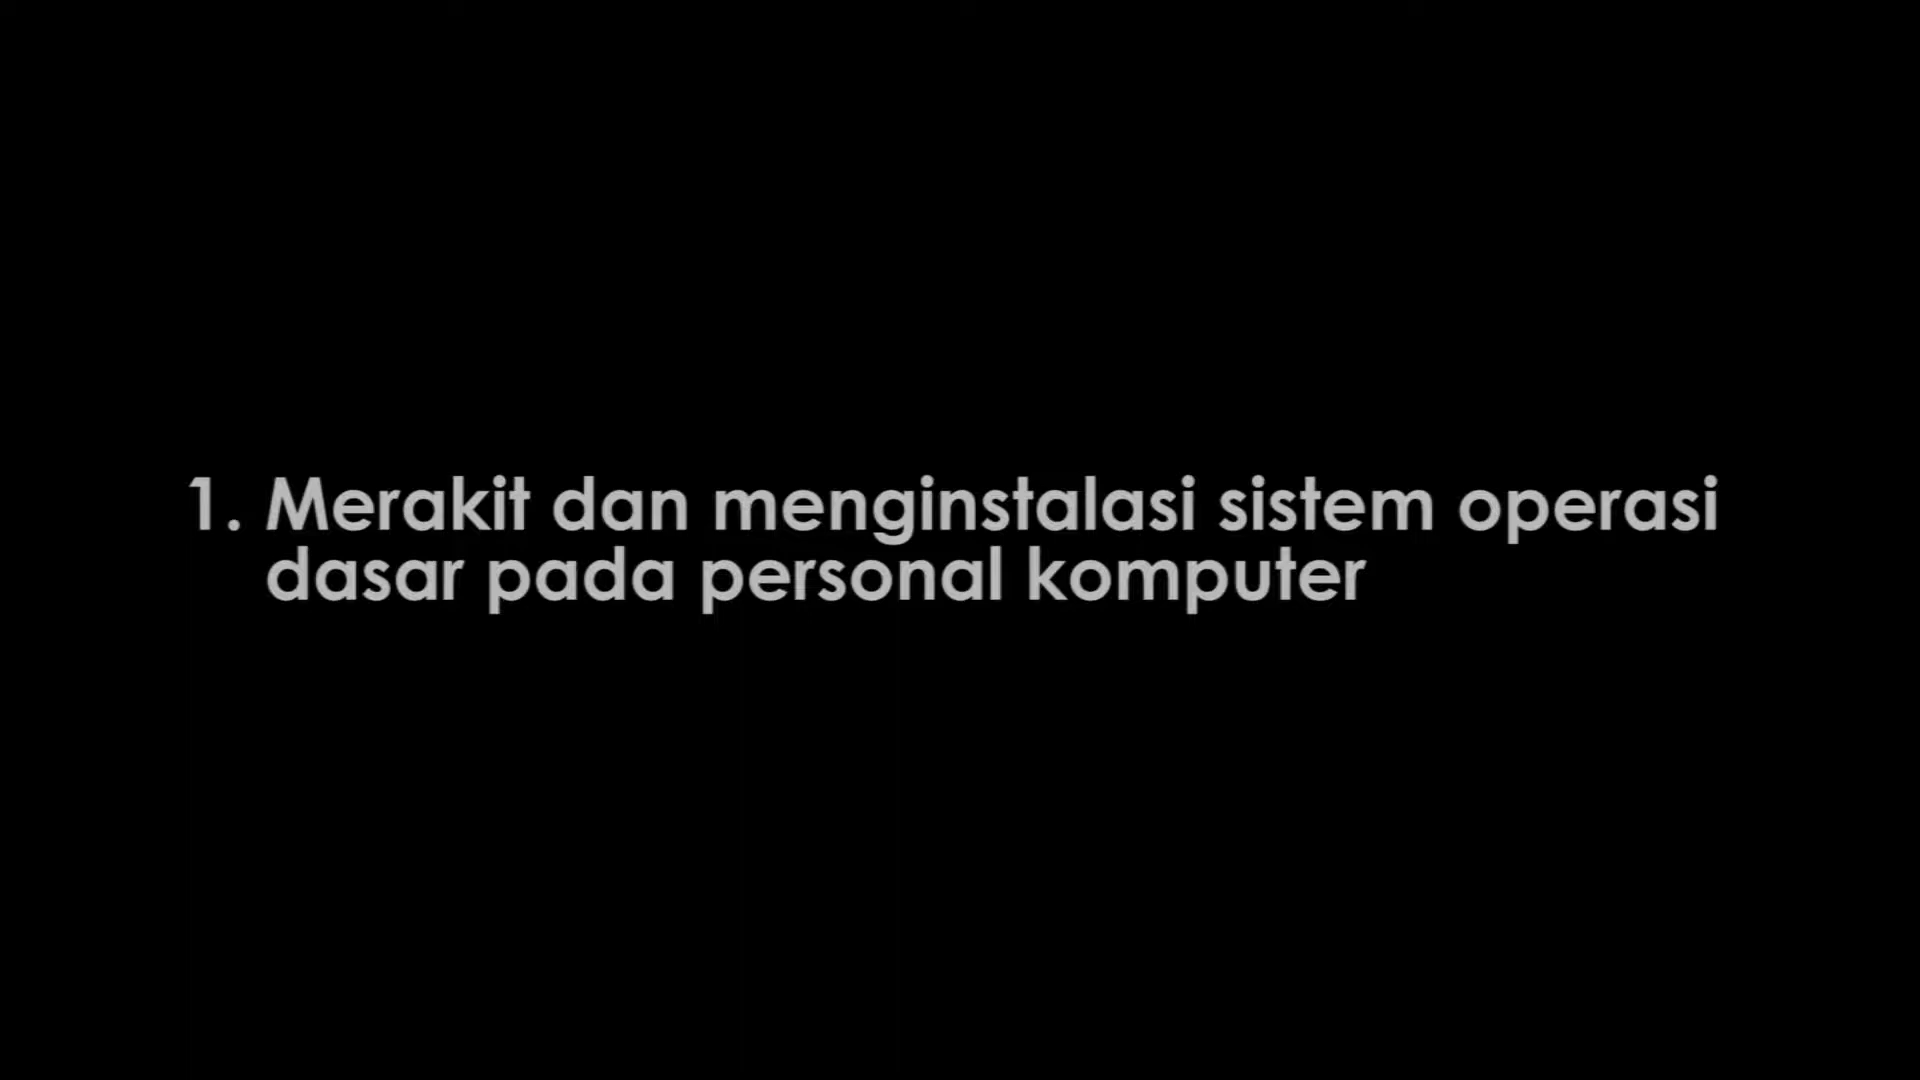 1. Merakit dan menginstalasi sistem operasi
dasar pada personal komputer